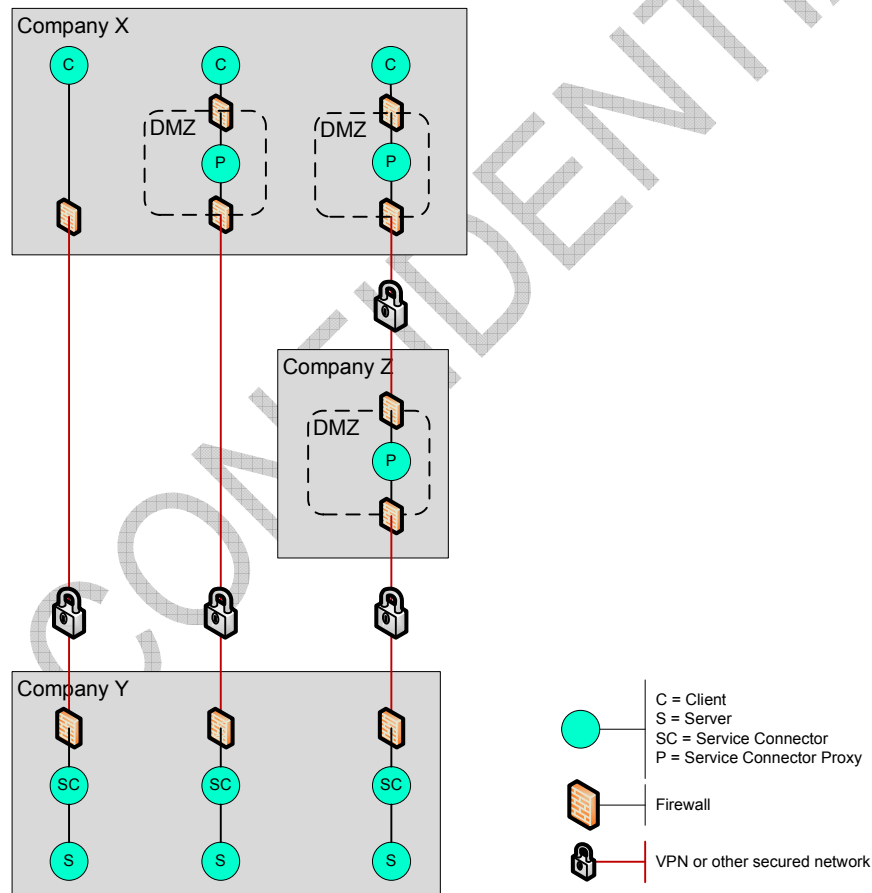 Company X
C
C
C
DMZ
DMZ
P
P
Company Z
DMZ
P
Company Y
SC
SC
SC
S
S
S
C = Client
S = Server
SC = Service Connector
P = Service Connector Proxy
Firewall
VPN or other secured network
CONFIDENTI